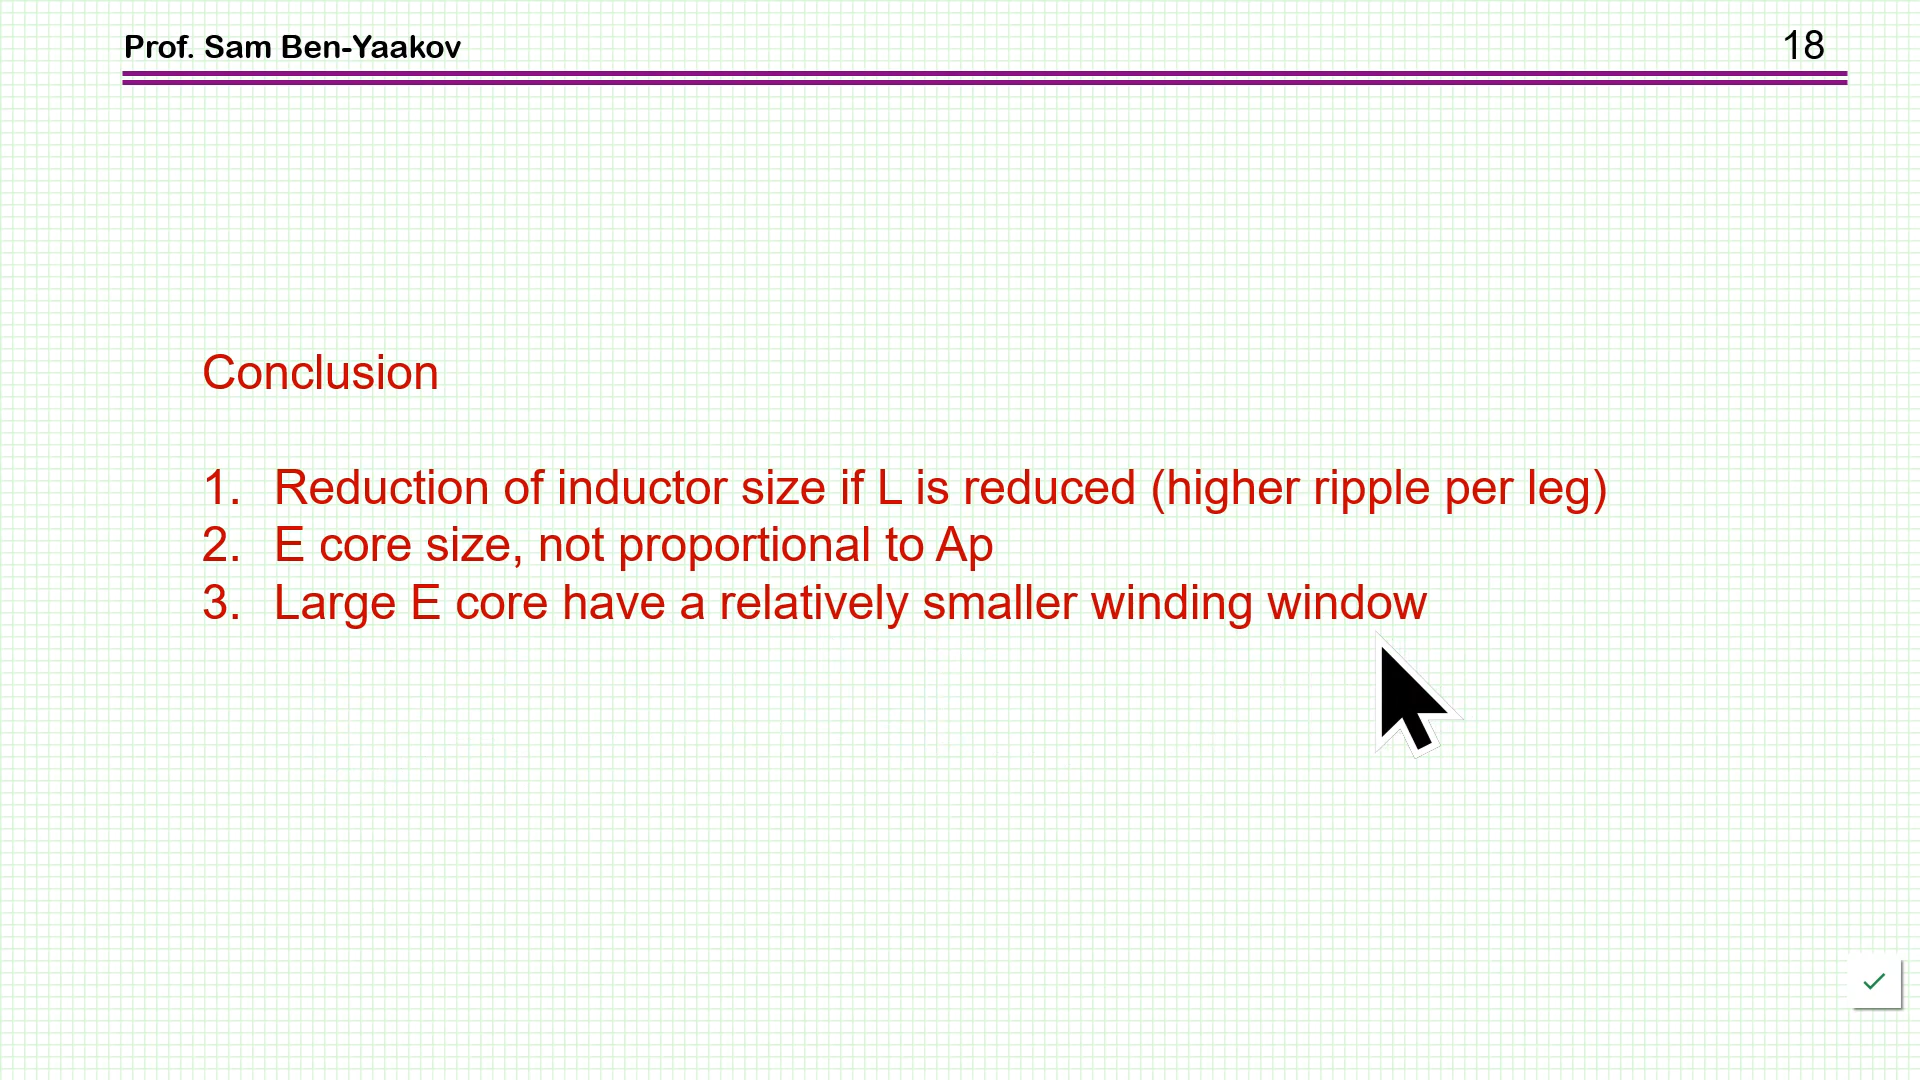 Prof. Sam Ben-Yaakov
18
Conclusion
1. Reduction of inductor size if L is reduced (higher ripple per leg)
2. E core size, not proportional to Ap
3. Large E core have a relatively smaller winding window